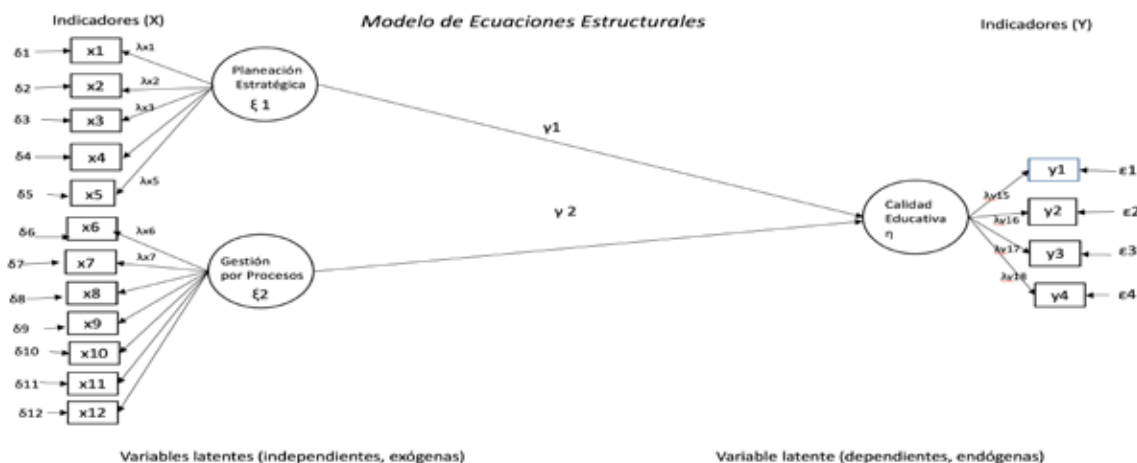 Modelo de Ecuaciones Estructurales
Indicadores (X)
Indicadores (Y)
δ1 x1 λx1
δ2 x2 λx2
δ3 x3 λx3
δ4 x4
δ5 x5 λx5
δ6 x6 λx6
δ7 x7 λx7
δ8 x8
δ9 x9
δ10 x10
δ11 x11
δ12 x12
Planeación
Estratégica
ξ 1
Gestión
por Procesos
ξ2
γ1
γ 2
Calidad
Educativa
η
λy15 y1 ε1
λy16 y2 ε2
λy17 y3 ε3
λy18 y4 ε4
Variables latentes (independientes, exógenas)
Variable latente (dependientes, endógenas)